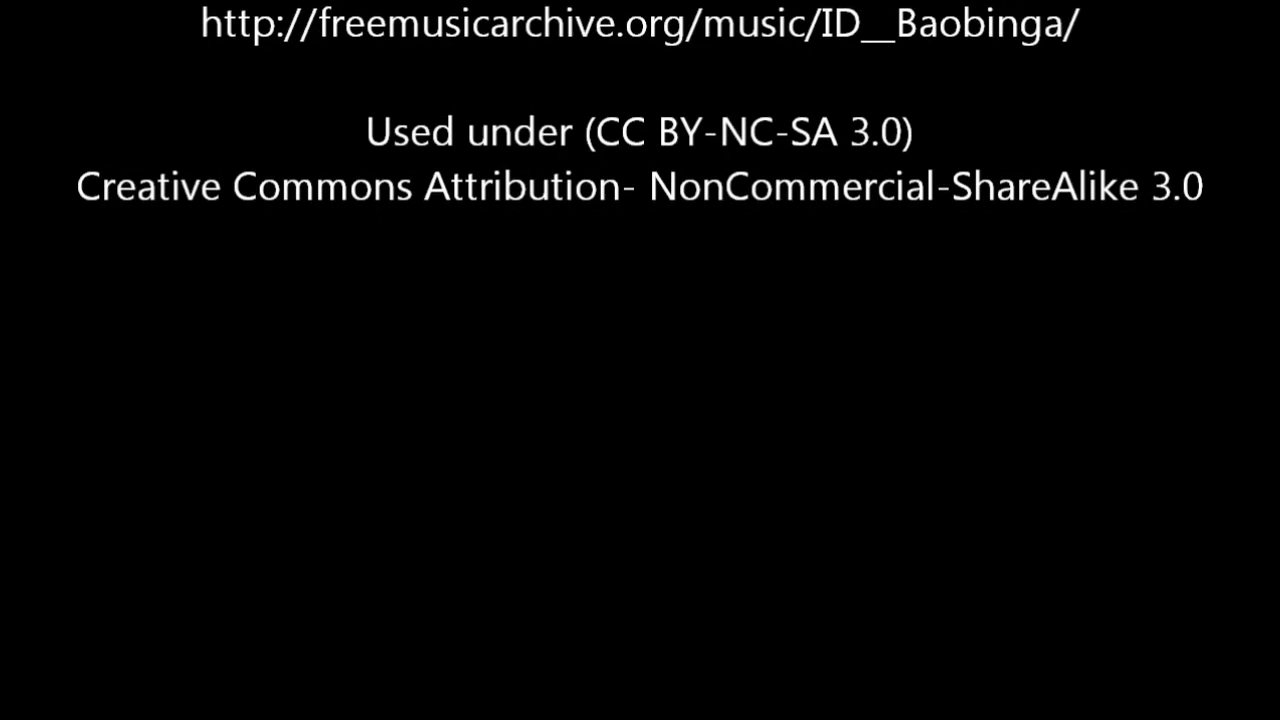 http://freemusicarchive.org/music/ID__Baobinga/
Used under (CC BY-NC-SA 3.0)
Creative Commons Attribution- NonCommercial-ShareAlike 3.0